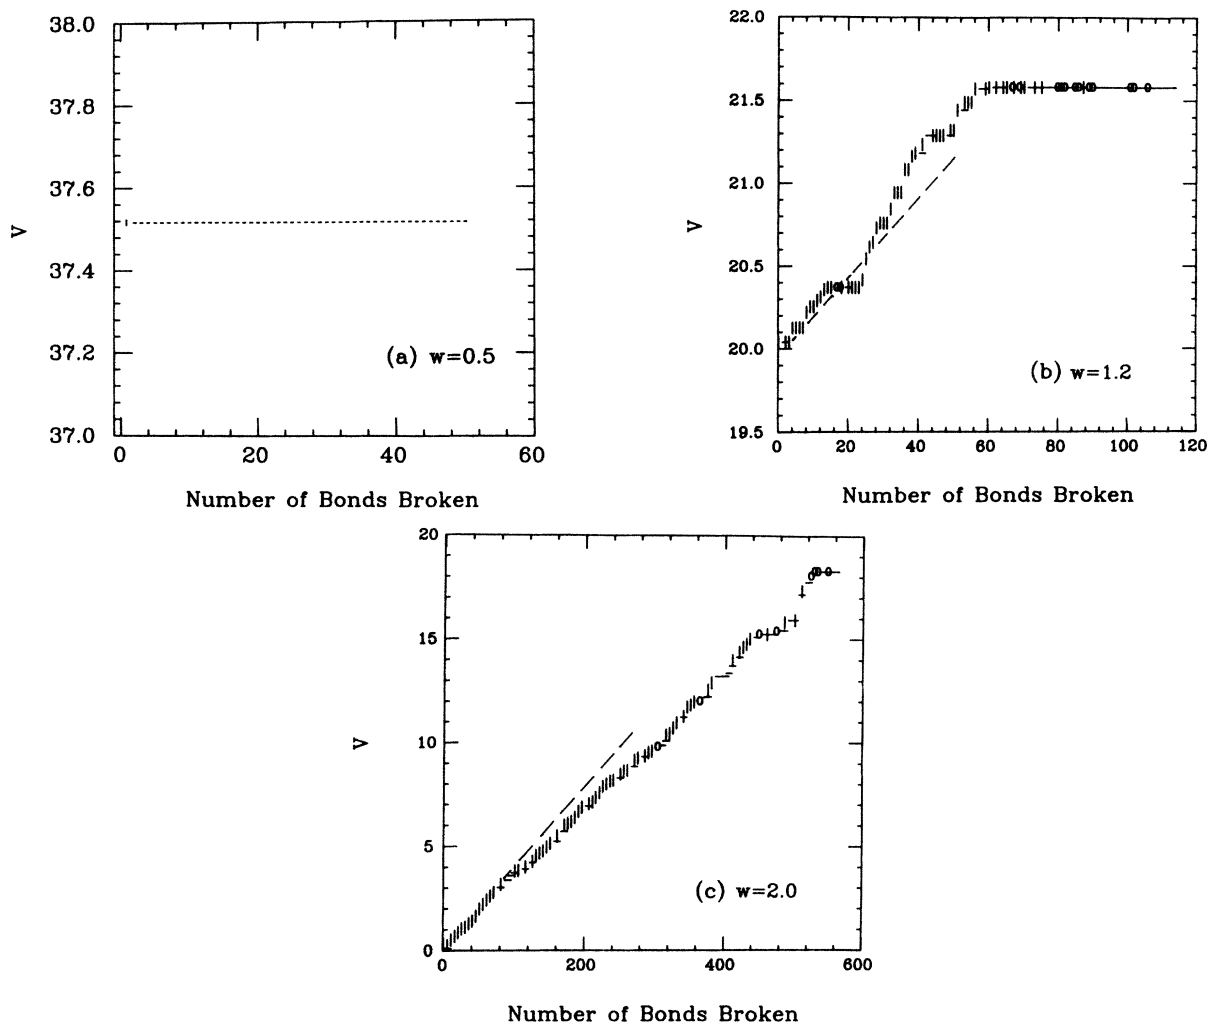 38.0
37.8
37.6
37.4
37.2
37.0
V
(a) w=0.5
0 20 40 60
Number of Bonds Broken
22.0
21.5
21.0
20.5
20.0
19.5
V
(b) w=1.2
0 20 40 60 80 100 120
Number of Bonds Broken
20
15
10
5
0
V
(c) w=2.0
0 200 400 600
Number of Bonds Broken